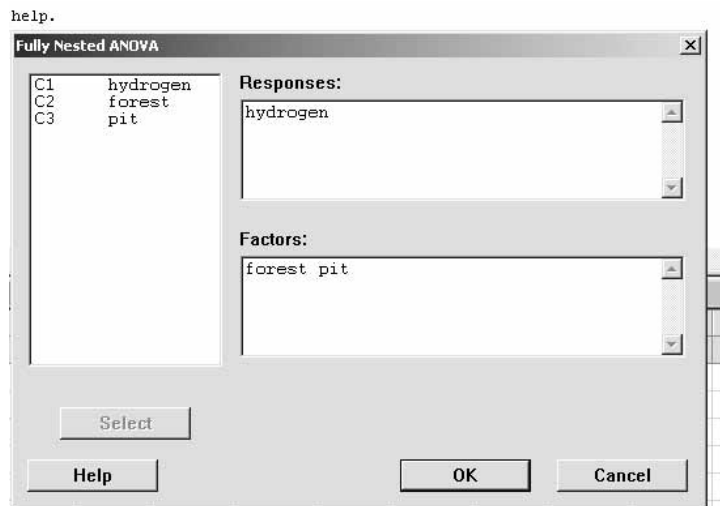 help.
Fully Nested ANOVA
C1 hydrogen
C2 forest
C3 pit
Responses:
hydrogen
Factors:
forest pit
Select
Help
OK
Cancel